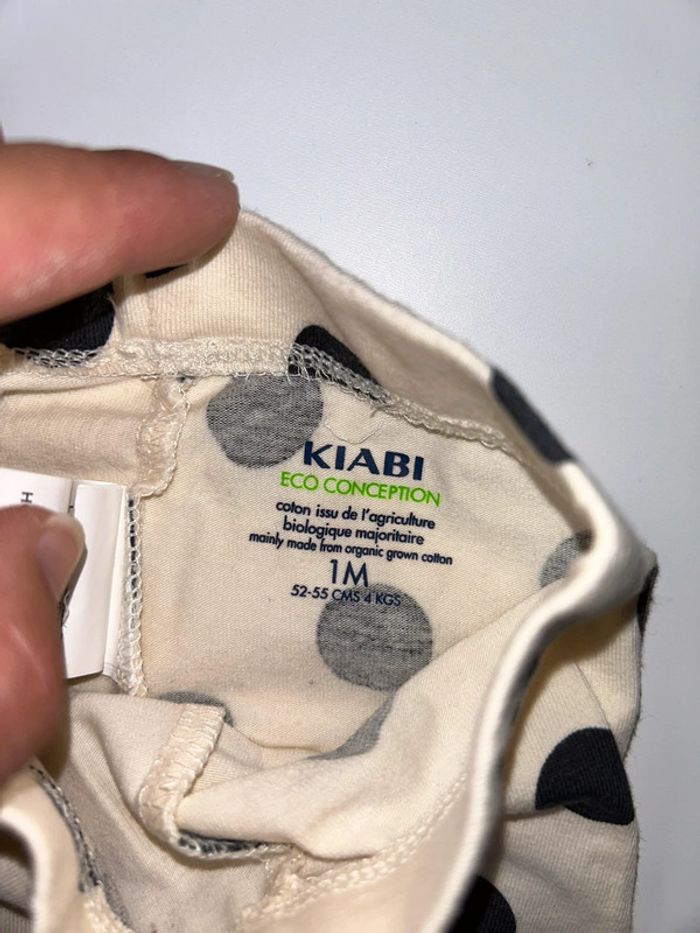 KIABI
ECO CONCEPTION
coton issu de l'agriculture
biologique majoritaire
mainly made from organic grown cotton
1M
52-55 CMS 4 KGS
H